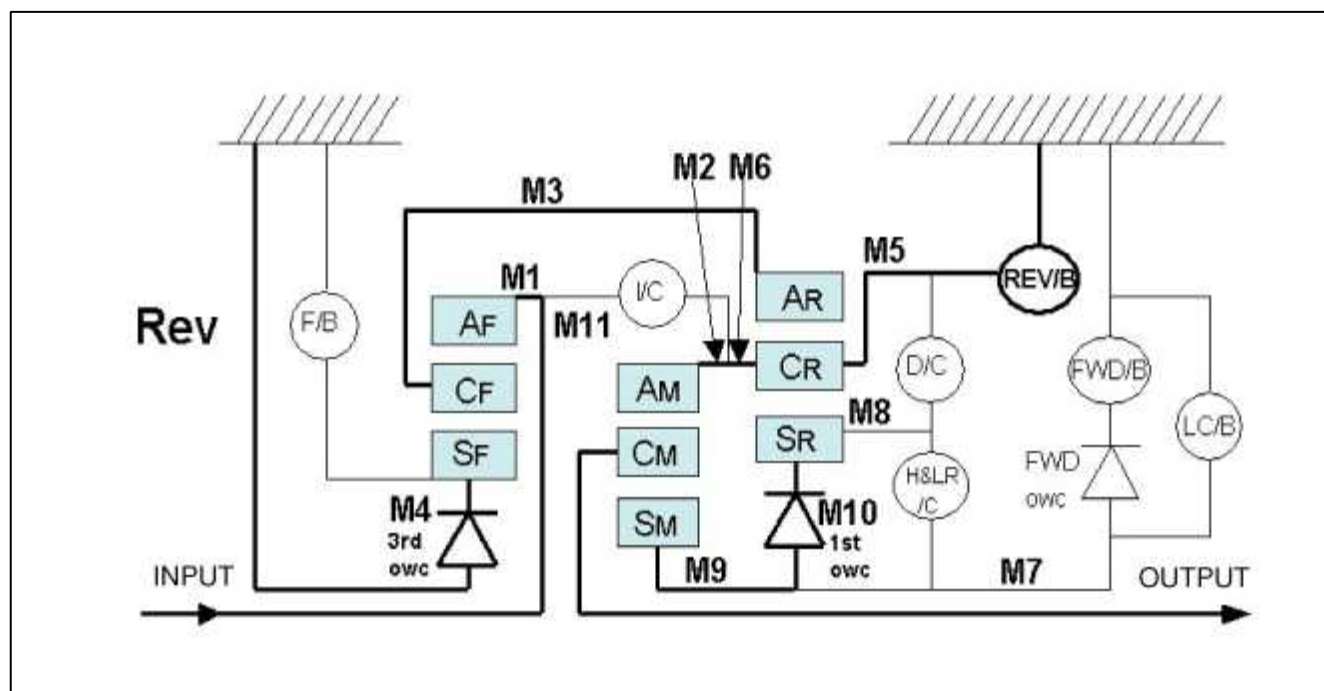 M2 M6
M3
M1
I/C
M5
REV/B
Rev
F/B
AF
M11
AR
CF
AM
CR
D/C
FWD/B
M8
SF
CM
SR
LC/B
H&LR
/C
FWD
owc
M4
3rd
owc
SM
M10
1st
owc
INPUT
M9
M7
OUTPUT